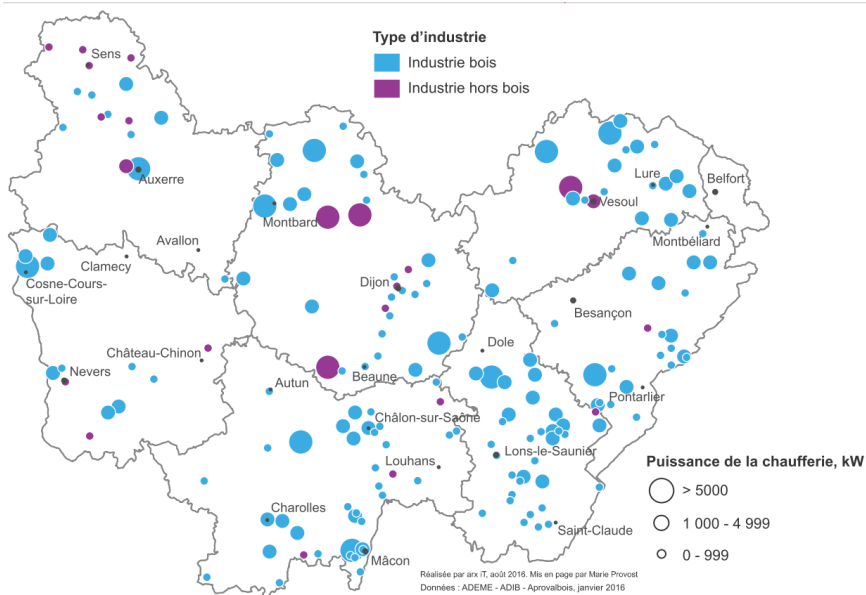 Type d’industrie
Industrie bois
Industrie hors bois
Sens
Auxerre
Avallon
Clamecy
Cosne-Cours-
sur-Loire
Château-Chinon
Nevers
Montbard
Dijon
Beaune
Autun
Châlon-sur-Saône
Louhans
Charolles
Mâcon
Lure
Belfort
Vesoul
Montbéliard
Besançon
Dole
Pontarlier
Lons-le-Saunier
Saint-Claude
Puissance de la chaufferie, kW
> 5000
1 000 - 4 999
0 - 999
Réalisée par arx iT, août 2016. Mis en page par Marie Provost
Données : ADEME - ADIB - Aprovalbois, janvier 2016